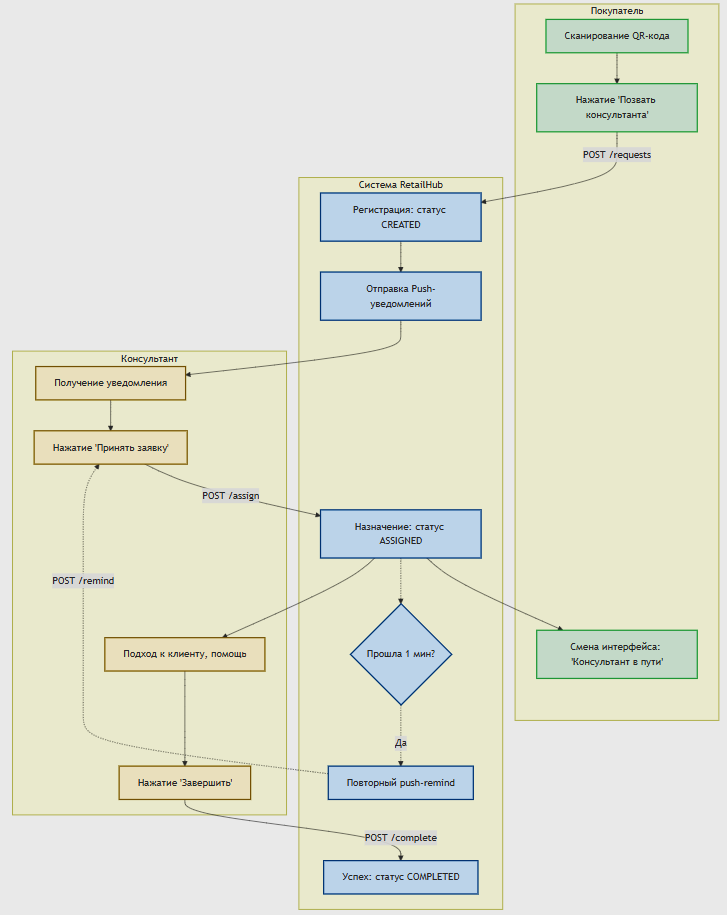 Покупатель
Сканирование QR-кода
Нажатие 'Позвать
консультанта'
POST /requests
Система RetailHub
Регистрация: статус
CREATED
Отправка Push-
уведомлений
Консультант
Получение уведомления
Нажатие 'Принять заявку'
POST /assign
Назначение: статус
ASSIGNED
POST /remind
Подход к клиенту, помощь
Прошла 1 мин?
Смена интерфейса:
'Консультант в пути'
Да
Нажатие 'Завершить'
Повторный push-remind
POST /complete
Успех: статус COMPLETED